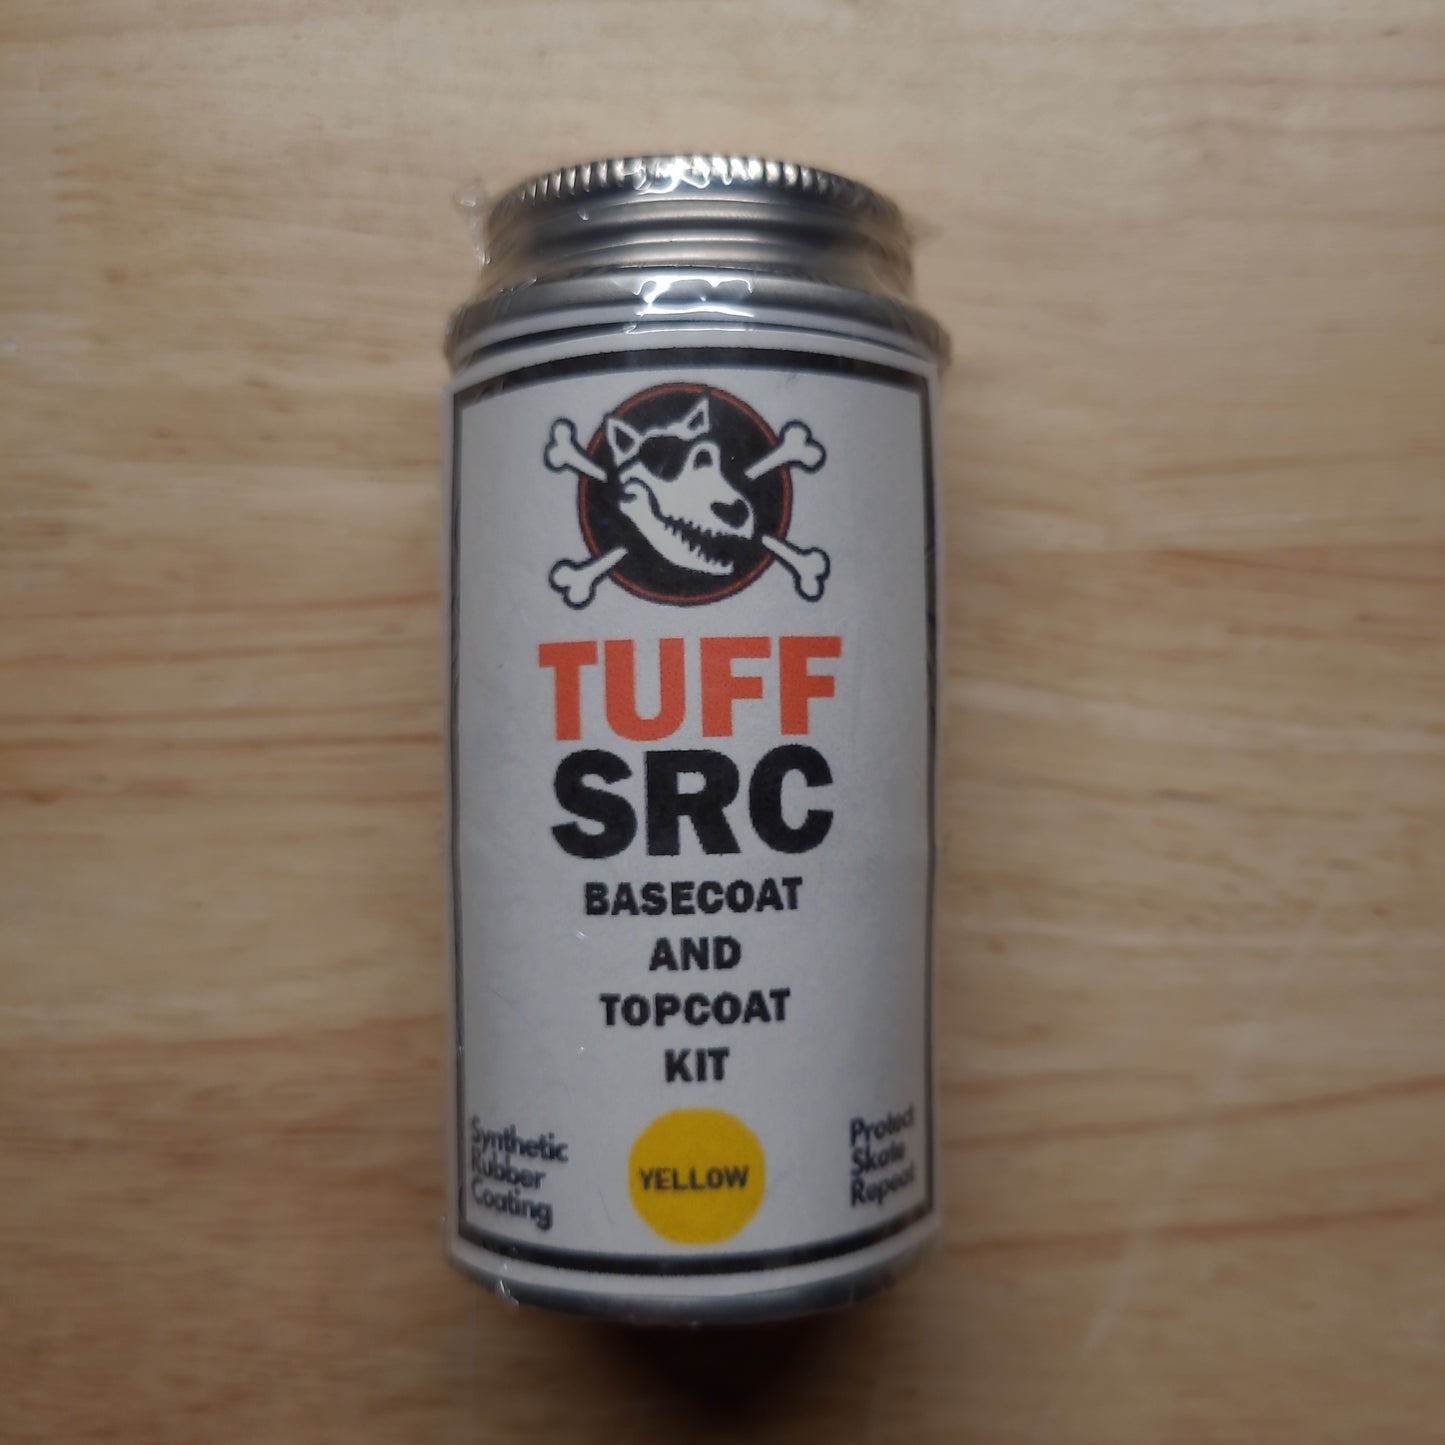 TUFF
SRC
BASECOAT
AND
TOPCOAT
KIT
Synthetic
Rubber
Coating
YELLOW
Protect
Skate
Repeat